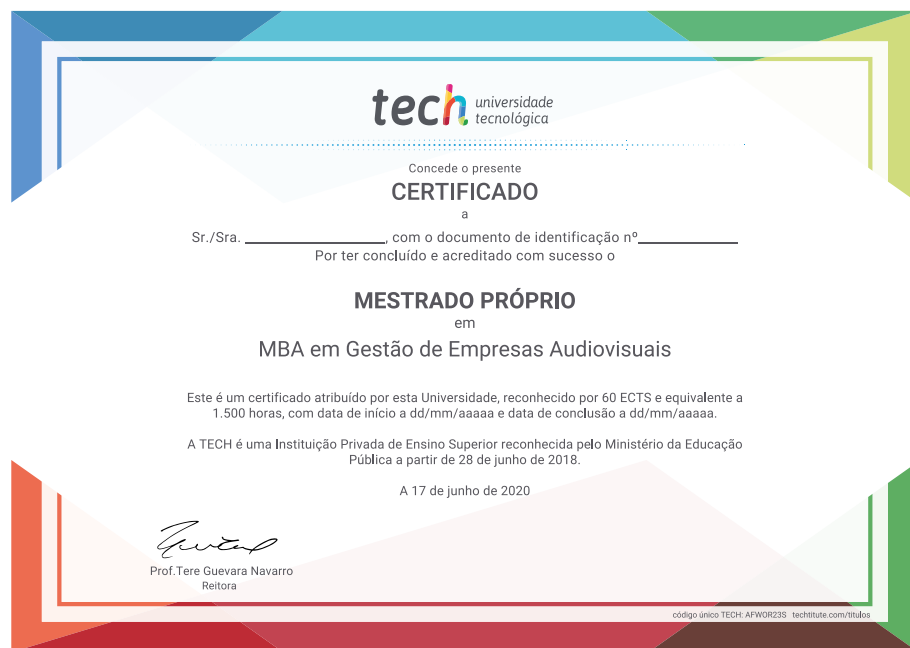 tech universidade
tecnológica
Concede o presente
CERTIFICADO
a
Sr./Sra. ____________________, com o documento de identificação nº______________
Por ter concluído e acreditado com sucesso o
MESTRADO PRÓPRIO
em
MBA em Gestão de Empresas Audiovisuais
Este é um certificado atribuído por esta Universidade, reconhecido por 60 ECTS e equivalente a
1.500 horas, com data de início a dd/mm/aaaaa e data de conclusão a dd/mm/aaaaa.
A TECH é uma Instituição Privada de Ensino Superior reconhecida pelo Ministério da Educação
Pública a partir de 28 de junho de 2018.
A 17 de junho de 2020
Prof.Tere Guevara Navarro
Reitora
código único TECH: AFWOR23S techtitute.com/titulos